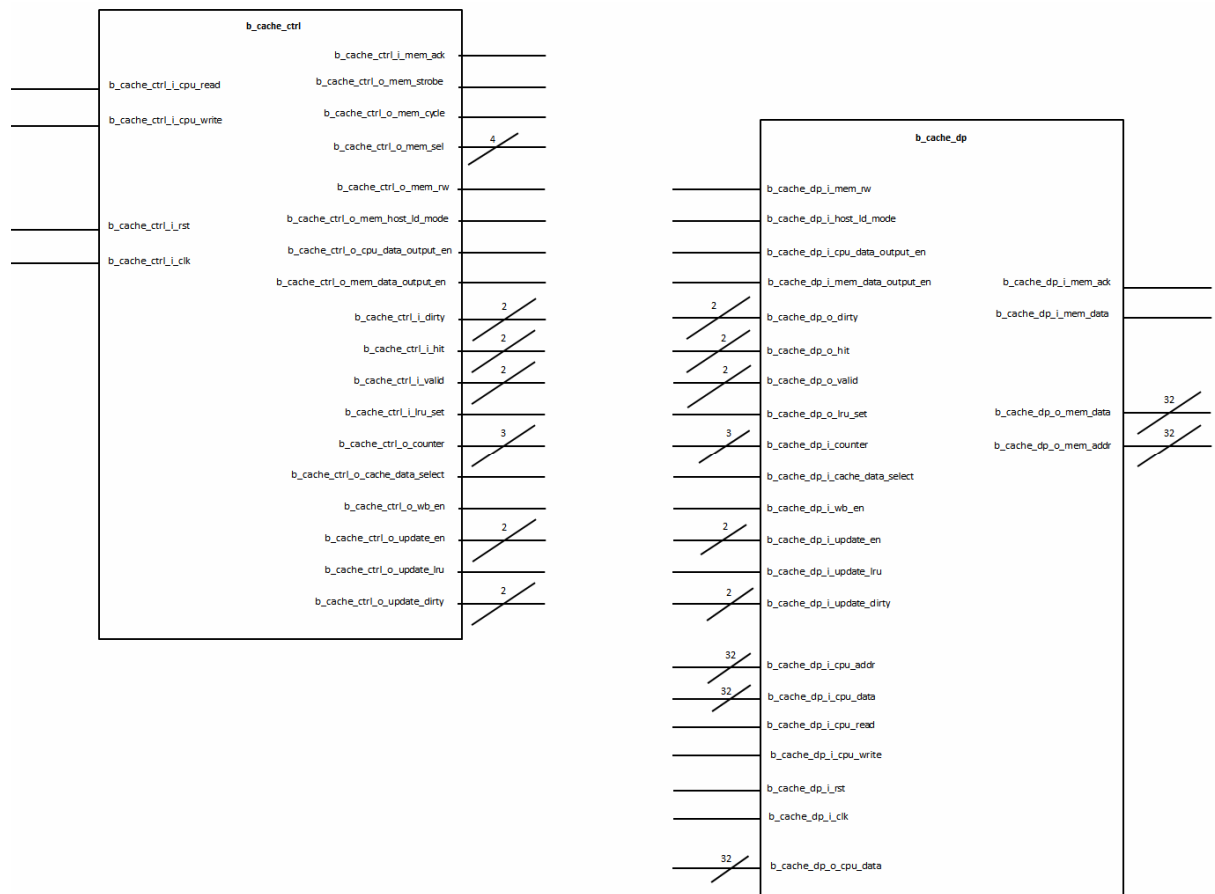 b_cache_ctrl
b_cache_ctrl_i_mem_ack
b_cache_ctrl_i_cpu_read
b_cache_ctrl_o_mem_strobe
b_cache_ctrl_i_cpu_write
b_cache_ctrl_o_mem_cycle
b_cache_ctrl_o_mem_sel
4
b_cache_ctrl_o_mem_rw
b_cache_ctrl_i_rst
b_cache_ctrl_o_mem_host_ld_mode
b_cache_ctrl_i_clk
b_cache_ctrl_o_cpu_data_output_en
b_cache_ctrl_o_mem_data_output_en
b_cache_ctrl_i_dirty
2
b_cache_ctrl_i_hit
2
b_cache_ctrl_i_valid
2
b_cache_ctrl_i_lru_set
b_cache_ctrl_o_counter
3
b_cache_ctrl_o_cache_data_select
b_cache_ctrl_o_wb_en
b_cache_ctrl_o_update_en
2
b_cache_ctrl_o_update_lru
b_cache_ctrl_o_update_dirty
2
b_cache_dp
b_cache_dp_i_mem_rw
b_cache_dp_i_host_ld_mode
b_cache_dp_i_cpu_data_output_en
b_cache_dp_i_mem_data_output_en
b_cache_dp_i_mem_ack
2
b_cache_dp_o_dirty
b_cache_dp_i_mem_data
2
b_cache_dp_o_hit
2
b_cache_dp_o_valid
b_cache_dp_o_lru_set
b_cache_dp_o_mem_data
32
3
b_cache_dp_i_counter
b_cache_dp_o_mem_addr
32
b_cache_dp_i_cache_data_select
b_cache_dp_i_wb_en
2
b_cache_dp_i_update_en
b_cache_dp_i_update_lru
2
b_cache_dp_i_update_dirty
32
b_cache_dp_i_cpu_addr
32
b_cache_dp_i_cpu_data
b_cache_dp_i_cpu_read
b_cache_dp_i_cpu_write
b_cache_dp_i_rst
b_cache_dp_i_clk
32
b_cache_dp_o_cpu_data